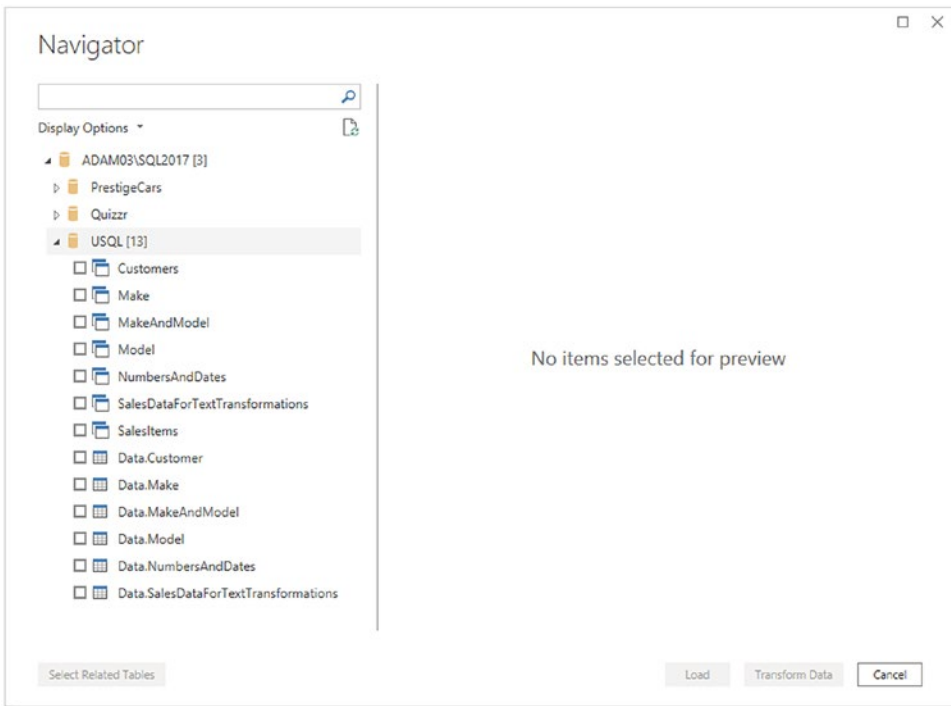 Navigator
Display Options
ADAM03\SQL2017 [3]
PrestigeCars
Quizzr
USQL [13]
Customers
Make
MakeAndModel
Model
NumbersAndDates
SalesDataForTextTransformations
SalesItems
Data.Customer
Data.Make
Data.MakeAndModel
Data.Model
Data.NumbersAndDates
Data.SalesDataForTextTransformations
No items selected for preview
Select Related Tables
Load
Transform Data
Cancel